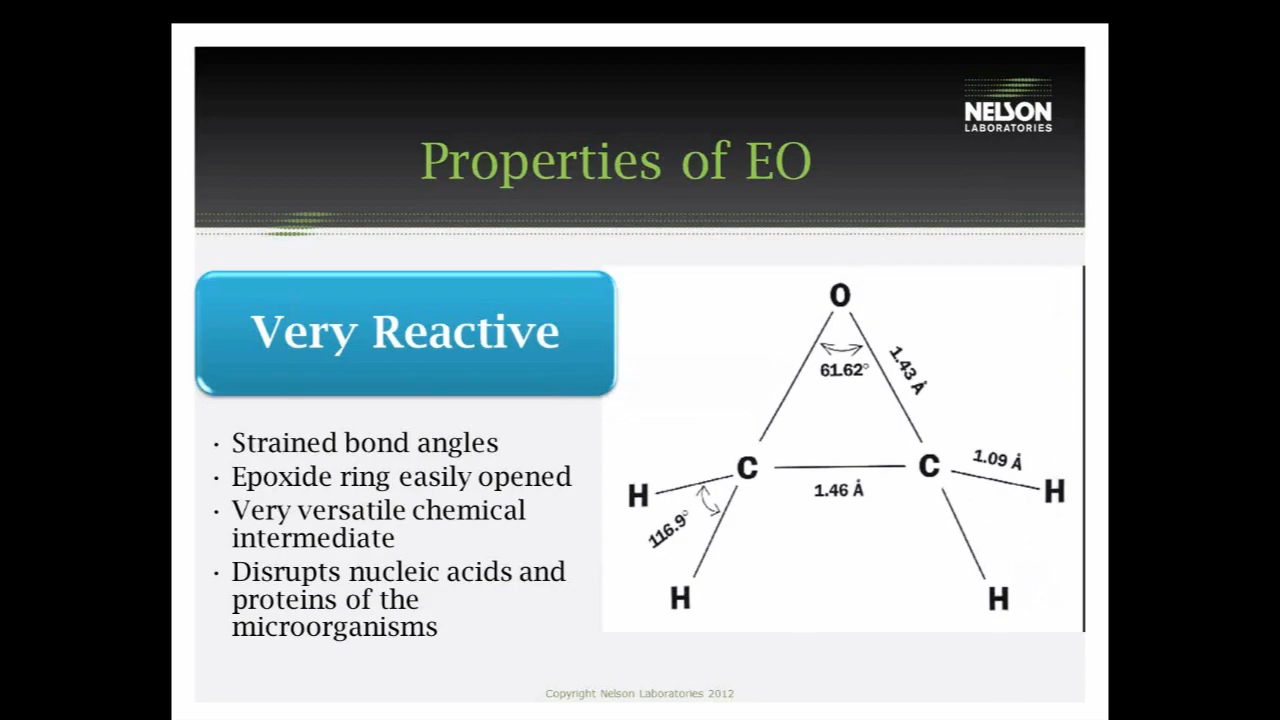 NELSON
LABORATORIES
Properties of EO
Very Reactive
· Strained bond angles
· Epoxide ring easily opened
· Very versatile chemical
intermediate
· Disrupts nucleic acids and
proteins of the
microorganisms
O
61.62°
1.43 Å
C
C
1.46 Å
1.09 Å
H
H
116.9°
H
H
Copyright Nelson Laboratories 2012